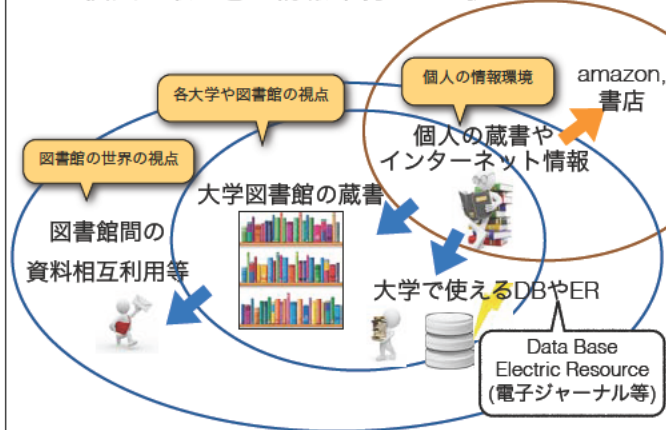 個人の情報環境
amazon,
書店
各大学や図書館の視点
個人の蔵書や
インターネット情報
図書館の世界の視点
大学図書館の蔵書
図書館間の
資料相互利用等
大学で使えるDBやER
Data Base
Electric Resource
(電子ジャーナル等)